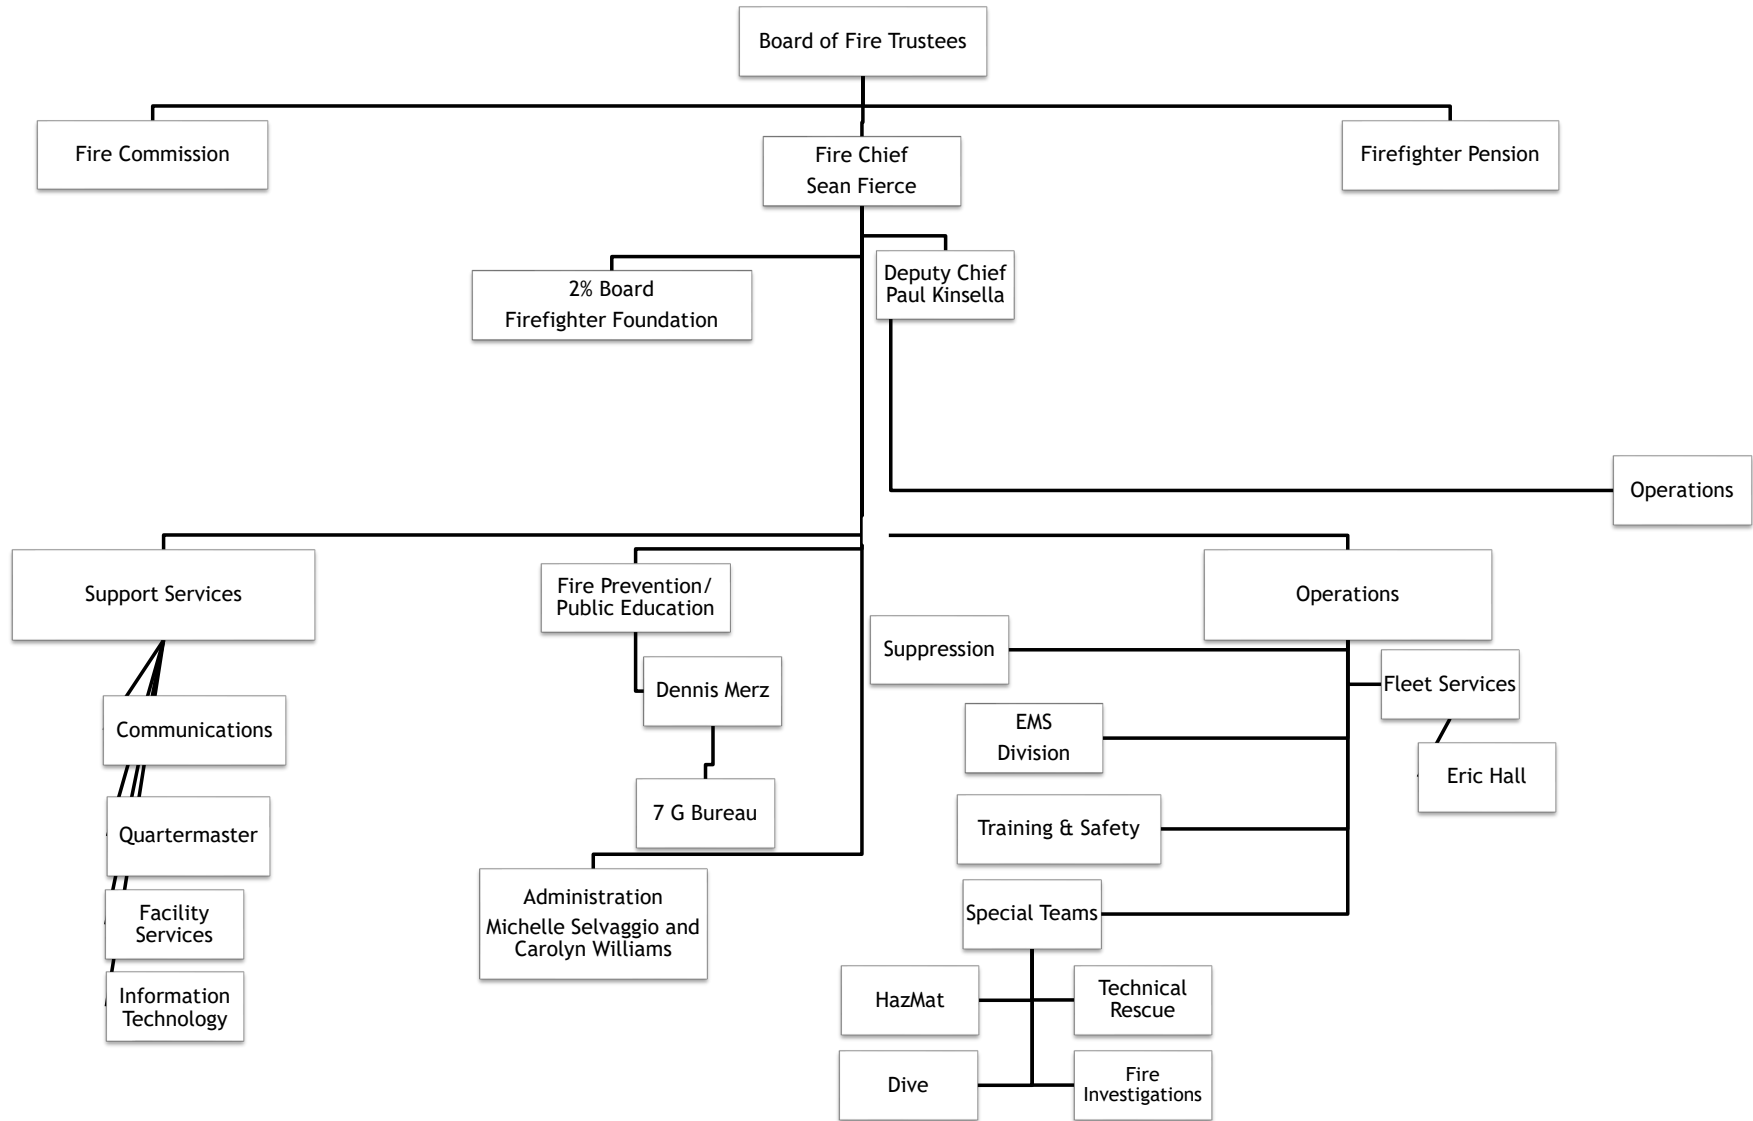 Board of Fire Trustees
Fire Commission
Fire Chief
Sean Fierce
Firefighter Pension
2% Board
Firefighter Foundation
Deputy Chief
Paul Kinsella
Operations
Support Services
Fire Prevention/
Public Education
Operations
Suppression
Dennis Merz
Fleet Services
Communications
EMS
Division
Eric Hall
7 G Bureau
Quartermaster
Training & Safety
Administration
Michelle Selvaggio and
Carolyn Williams
Facility
Services
Special Teams
Information
Technology
HazMat
Technical
Rescue
Dive
Fire
Investigations